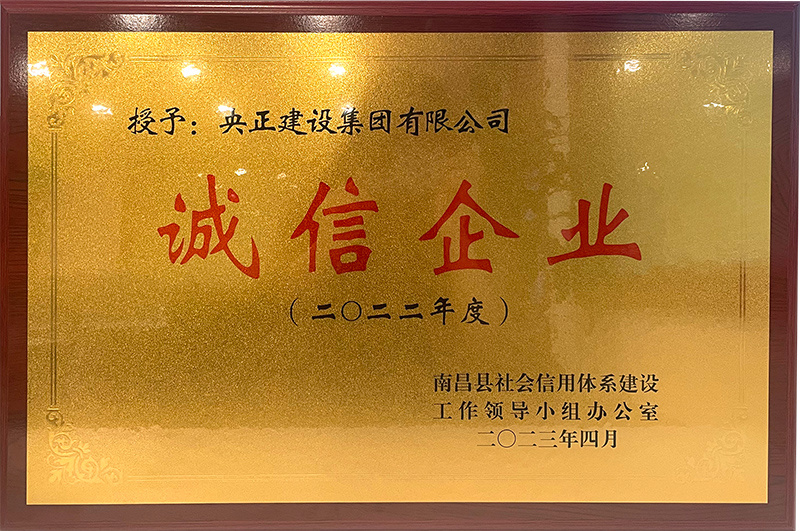 授予：央正建设集团有限公司
诚信企业
（二〇二二年度）
南昌县社会信用体系建设
工作领导小组办公室
二〇二三年四月